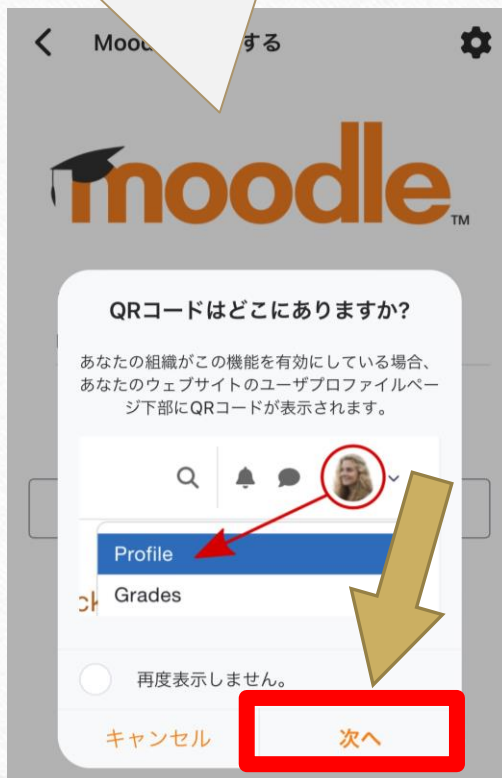 Mood する
moodle
TM
QRコードはどこにありますか?
あなたの組織がこの機能を有効にしている場合、
あなたのウェブサイトのユーザプロファイルペー
ジ下部にQRコードが表示されます。
Profile
Grades
再度表示しません。
キャンセル
次へ